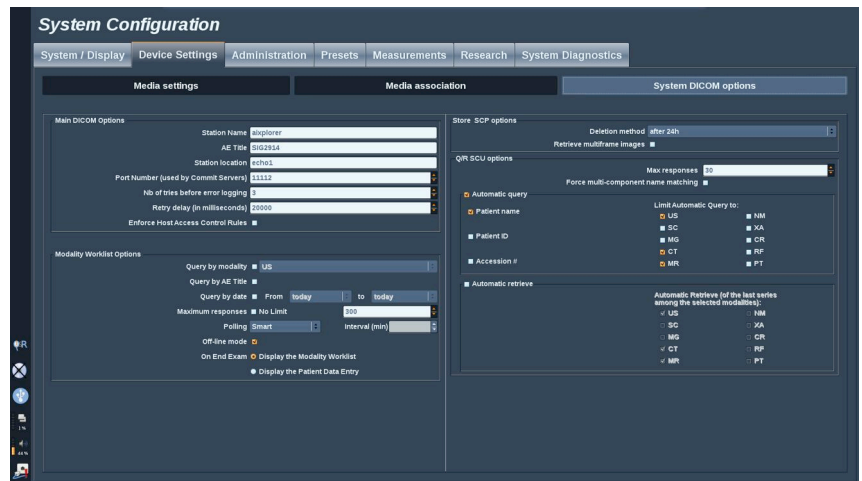 System Configuration
System / Display Device Settings Administration Presets Measurements Research System Diagnostics
Media settings Media association System DICOM options
Main DICOM Options
Station Name aixplorer
AE Title SIG2914
Station location echo1
Port Number (used by Commit Servers) 11112
Nb of tries before error logging 3
Retry delay (in milliseconds) 20000
Enforce Host Access Control Rules
Modality Worklist Options
Query by modality US
Query by AE Title
Query by date From today to today
Maximum responses No Limit 300
Polling Smart Interval (min)
Off-line mode
On End Exam Display the Modality Worklist
Display the Patient Data Entry
Store SCP options
Deletion method after 24h
Retrieve multiframe images
Q/R SCU options
Max responses 30
Force multi-component name matching
Automatic query
Limit Automatic Query to:
Patient name US NM
SC XA
Patient ID MG CR
CT RF
Accession # MR PT
Automatic retrieve
Automatic Retrieve (of the last series
among the selected modalities):
US NM
SC XA
MG CR
CT RF
MR PT
R
1%
44%